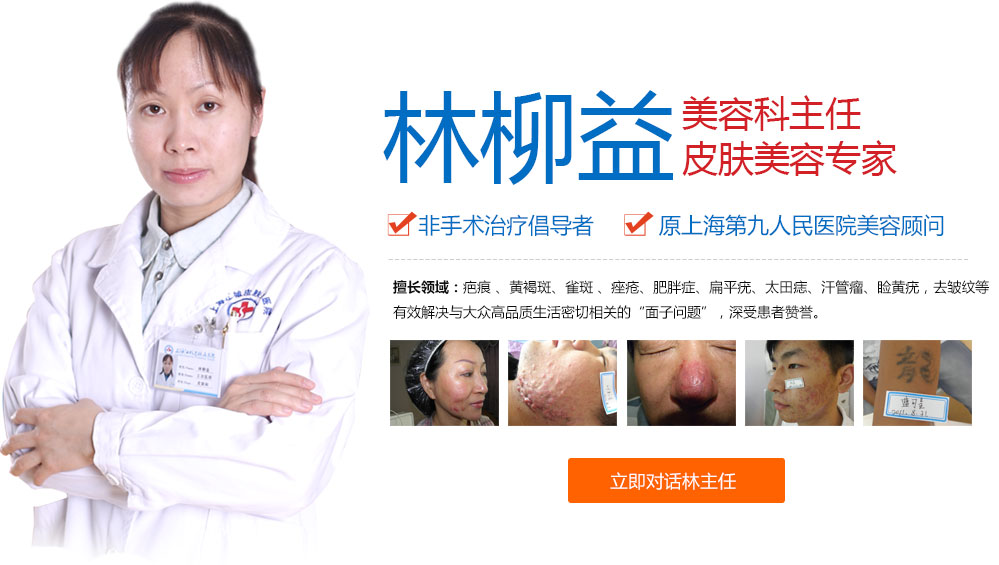 林柳益
美容科主任
皮肤美容专家
非手术治疗倡导者
原上海第九人民医院美容顾问
擅长领域：疤痕 、黄褐斑、雀斑 、痤疮、肥胖症、扁平疣、太田痣、汗管瘤、睑黄疣，去皱纹等
有效解决与大众高品质生活密切相关的“面子问题”，深受患者赞誉。
龍
2011.8.23
立即对话林主任